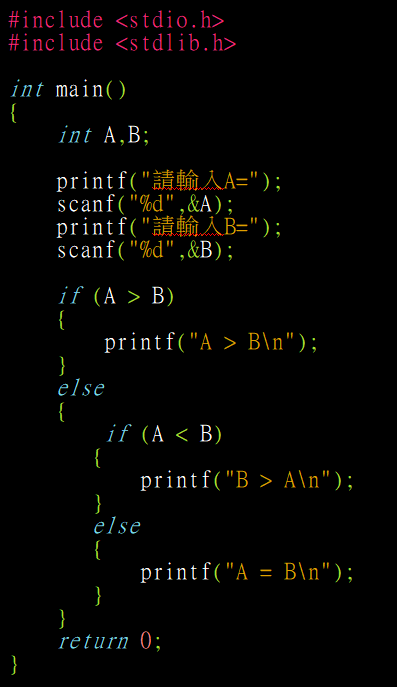 #include <stdio.h>
#include <stdlib.h>
int main()
{
int A,B;
printf("請輸入A=");
scanf("%d",&A);
printf("請輸入B=");
scanf("%d",&B);
if (A > B)
{
printf("A > B\n");
}
else
{
if (A < B)
{
printf("B > A\n");
}
else
{
printf("A = B\n");
}
}
return 0;
}